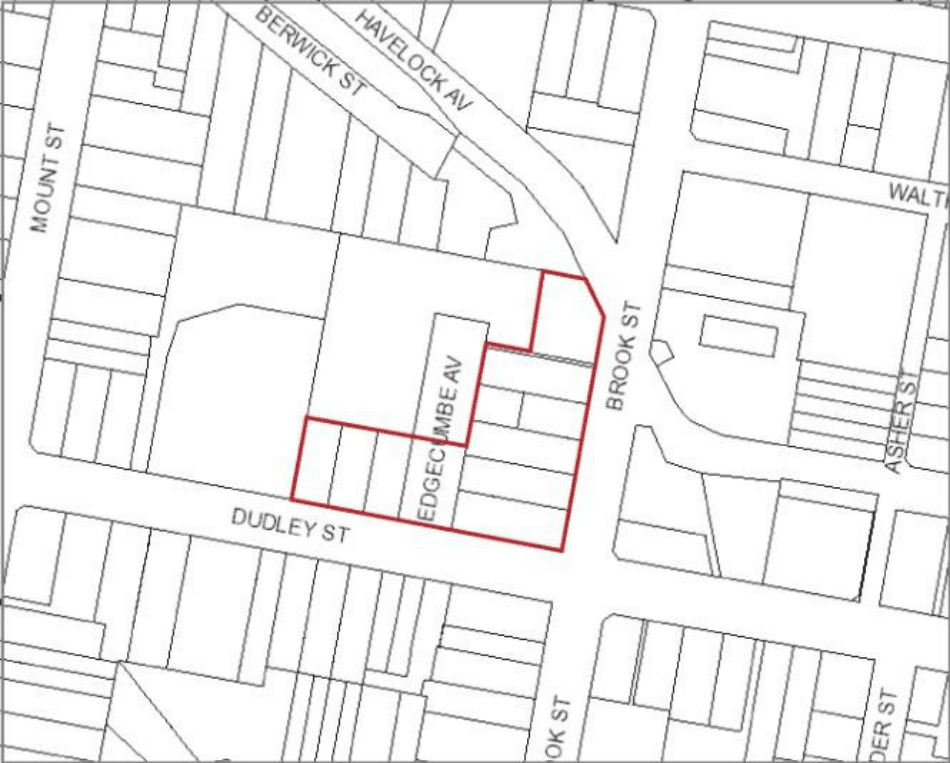 BERWICK ST
HAVELOCK AV
MOUNT ST
WALT
BROOK ST
EDGECUMBE AV
ASHER ST
DUDLEY ST
OK ST
DER ST